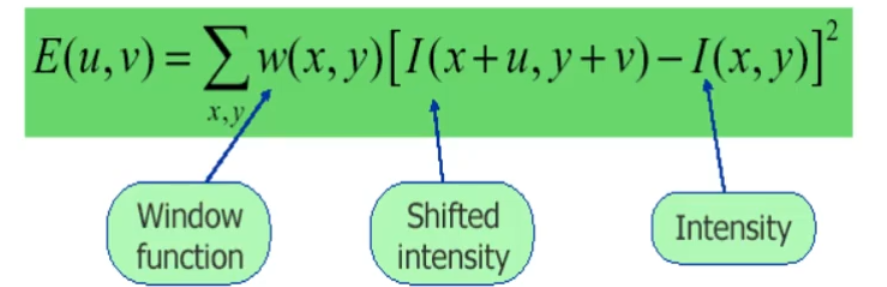 E(u,v) = ∑ w(x,y)[I(x+u,y+v)−I(x,y)]²
x,y
Window
function
Shifted
intensity
Intensity